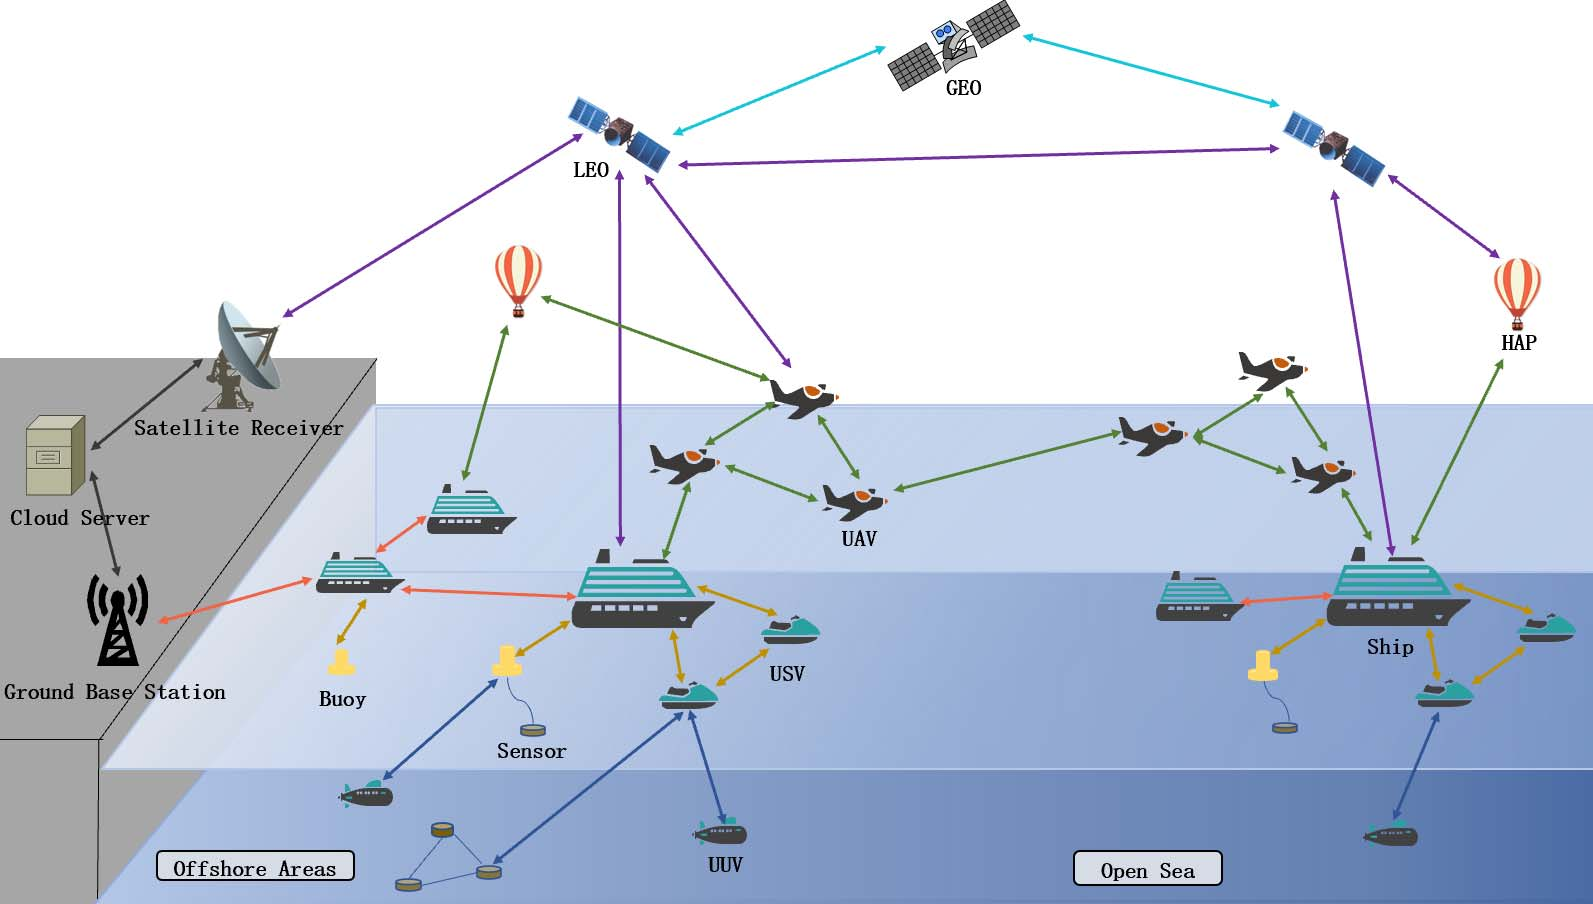 GEO
LEO
HAP
Satellite Receiver
Cloud Server
UAV
Ship
USV
Ground Base Station
Buoy
Sensor
UUV
Offshore Areas
Open Sea